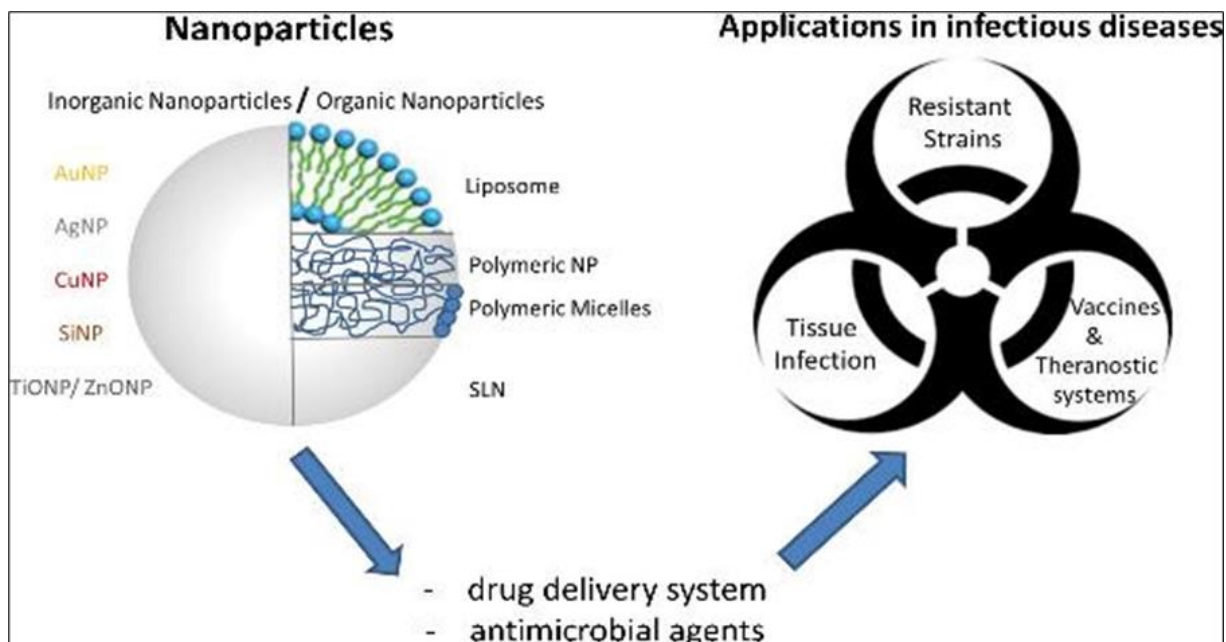 Nanoparticles
Inorganic Nanoparticles / Organic Nanoparticles
AuNP
AgNP
CuNP
SiNP
TiONP/ ZnONP
Liposome
Polymeric NP
Polymeric Micelles
SLN
- drug delivery system
- antimicrobial agents
Applications in infectious diseases
Resistant
Strains
Tissue
Infection
Vaccines
&
Theranostic
systems